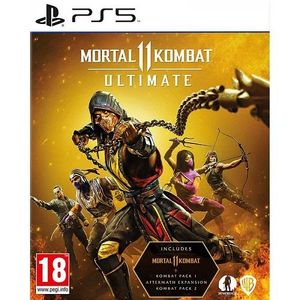 PS5
MORTAL 11 KOMBAT
ULTIMATE
INCLUDES
MORTAL 11 KOMBAT
KOMBAT PACK 1
AFTERMATH EXPANSION
KOMBAT PACK 2
18
www.pegi.info
WB